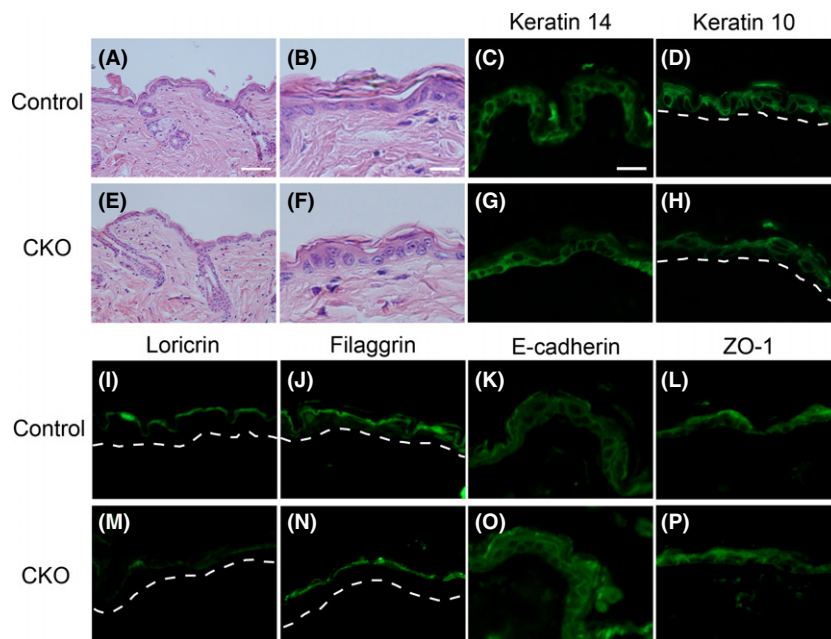 Keratin 14 Keratin 10
(A) (B) (C) (D)
Control
(E) (F) (G) (H)
CKO
Loricrin Filaggrin E-cadherin ZO-1
(I) (J) (K) (L)
Control
(M) (N) (O) (P)
CKO